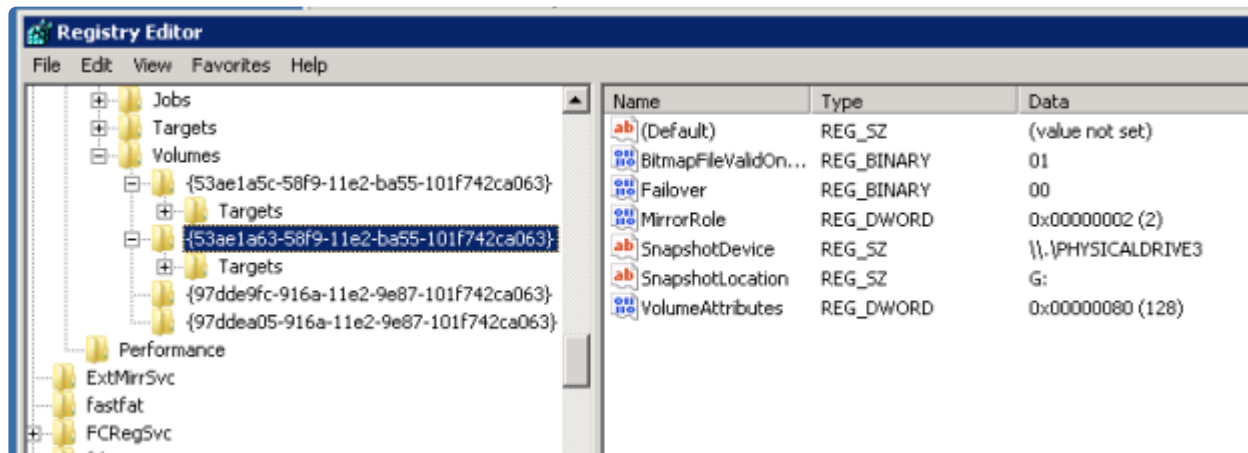 Registry Editor
File Edit View Favorites Help
Jobs
Targets
Volumes
{53ae1a5c-58f9-11e2-ba55-101f742ca063}
Targets
{53ae1a63-58f9-11e2-ba55-101f742ca063}
Targets
{97dde9fc-916a-11e2-9e87-101f742ca063}
{97ddea05-916a-11e2-9e87-101f742ca063}
Performance
ExtMirrSvc
fastfat
FCRegSvc
Name Type Data
(Default) REG_SZ (value not set)
BitmapFileValidOn... REG_BINARY 01
Failover REG_BINARY 00
MirrorRole REG_DWORD 0x00000002 (2)
SnapshotDevice REG_SZ \\.\PHYSICALDRIVE3
SnapshotLocation REG_SZ G:
VolumeAttributes REG_DWORD 0x00000080 (128)